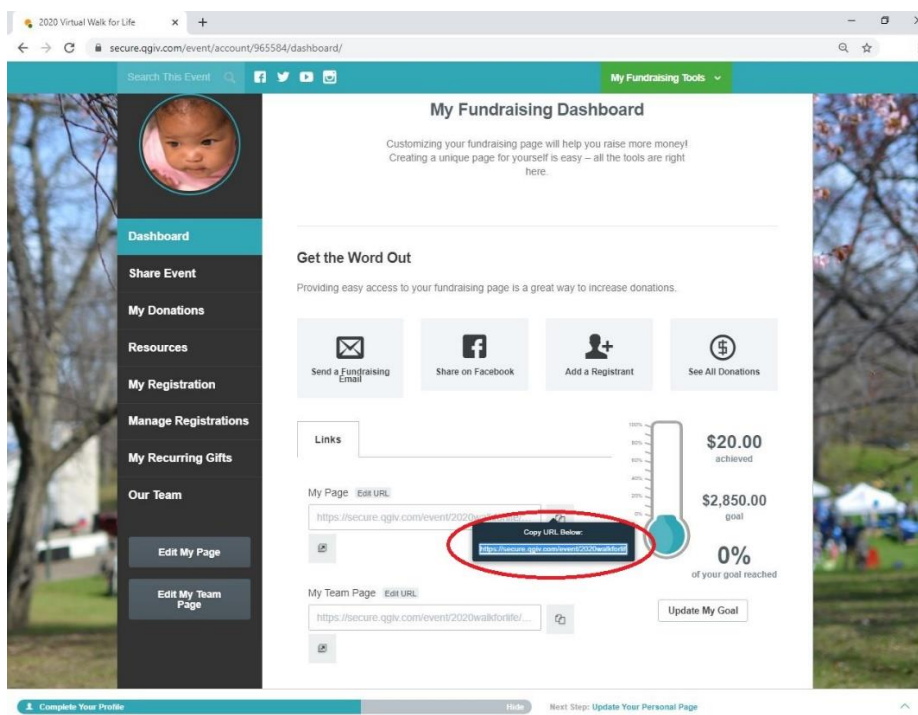 2020 Virtual Walk for Life
secure.qgiv.com/event/account/965584/dashboard/
Search This Event
My Fundraising Tools
My Fundraising Dashboard
Customizing your fundraising page will help you raise more money!
Creating a unique page for yourself is easy – all the tools are right
here.
Dashboard
Share Event
My Donations
Resources
My Registration
Manage Registrations
My Recurring Gifts
Our Team
Edit My Page
Edit My Team
Page
Get the Word Out
Providing easy access to your fundraising page is a great way to increase donations.
Send a Fundraising
Email
Share on Facebook
Add a Registrant
See All Donations
Links
100%
80%
60%
40%
20%
0%
$20.00
achieved
$2,850.00
goal
0%
of your goal reached
Update My Goal
My Page Edit URL
https://secure.qgiv.com/event/2020walkforlife/...
Copy URL Below:
https://secure.qgiv.com/event/2020walkforlif
My Team Page Edit URL
https://secure.qgiv.com/event/2020walkforlife/...
Complete Your Profile
Hide
Next Step: Update Your Personal Page